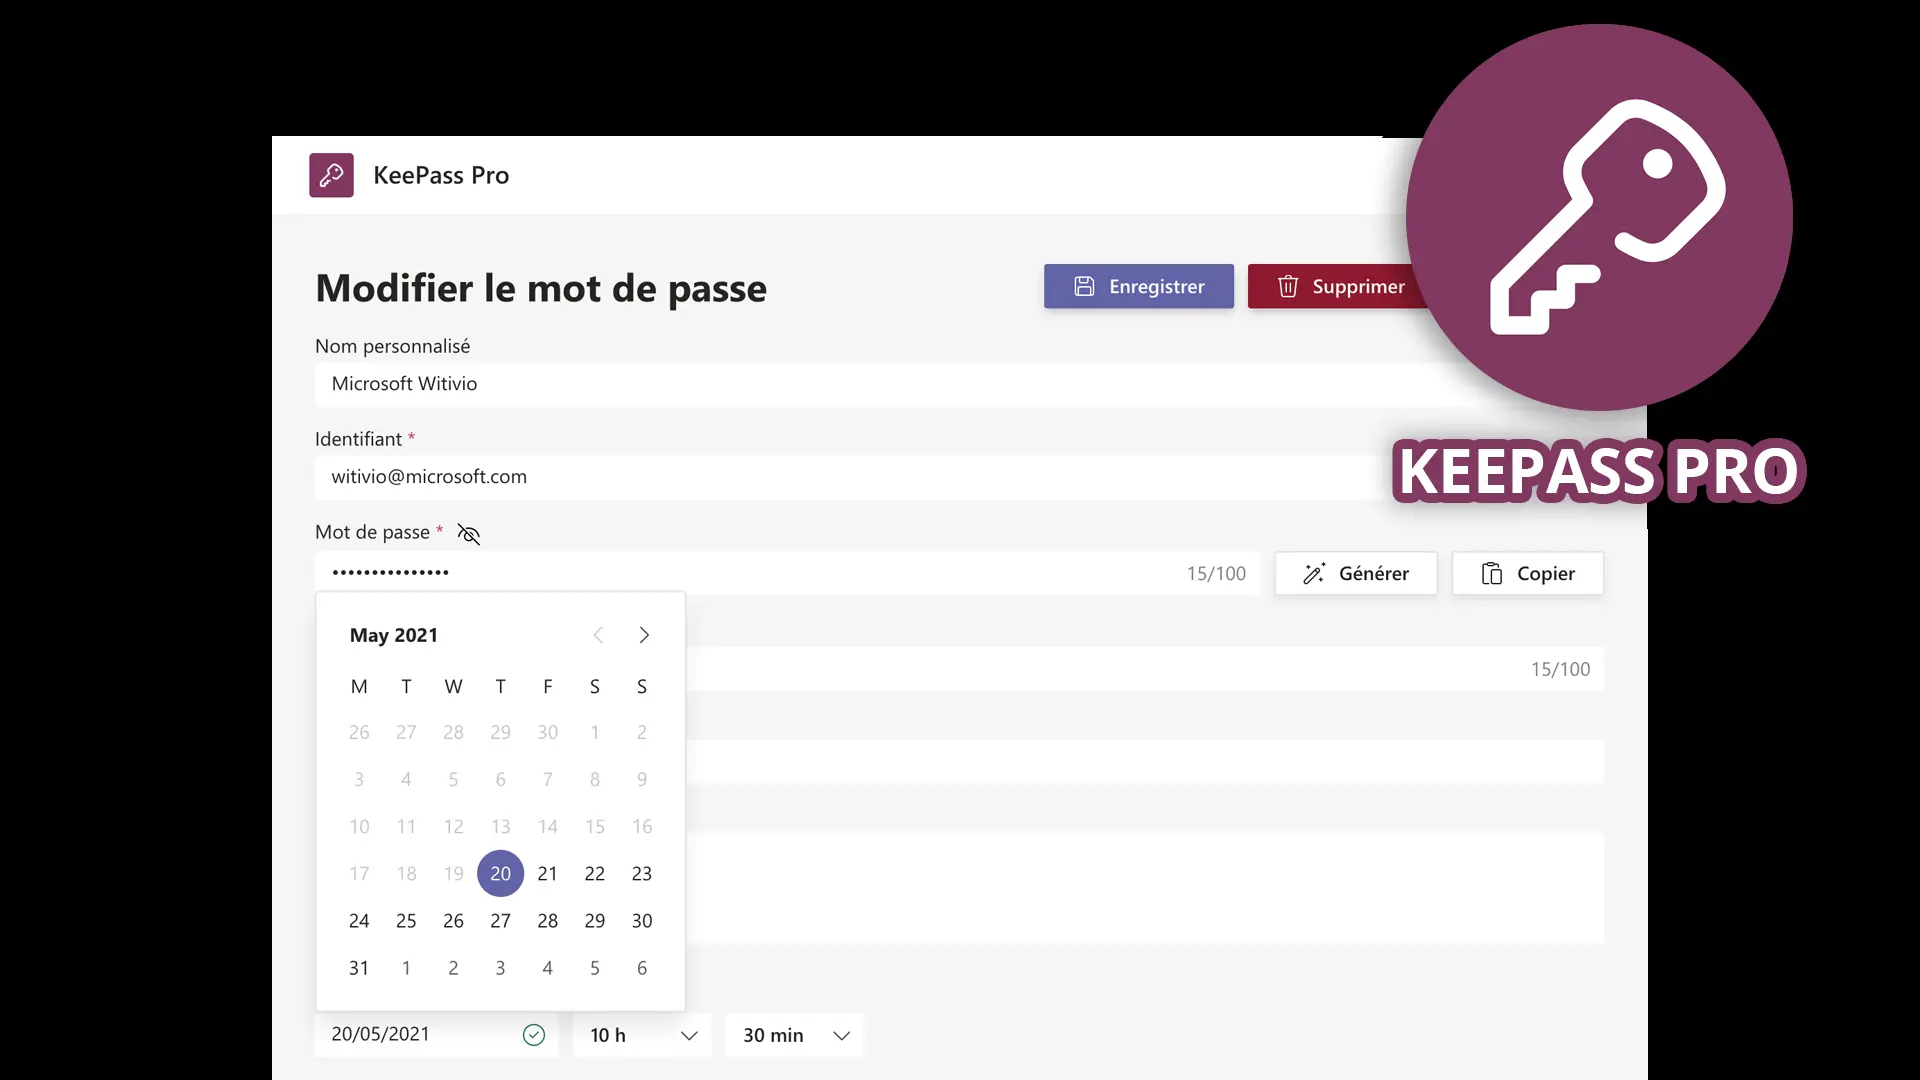 KeePass Pro
Modifier le mot de passe
Enregistrer
Supprimer
Nom personnalisé
Microsoft Witivio
Identifiant *
witivio@microsoft.com
KEEPASS PRO
Mot de passe *
•••••••••••••••
15/100
Générer
Copier
15/100
May 2021
M T W T F S S
26 27 28 29 30 1 2
3 4 5 6 7 8 9
10 11 12 13 14 15 16
17 18 19 20 21 22 23
24 25 26 27 28 29 30
31 1 2 3 4 5 6
20/05/2021
10 h
30 min